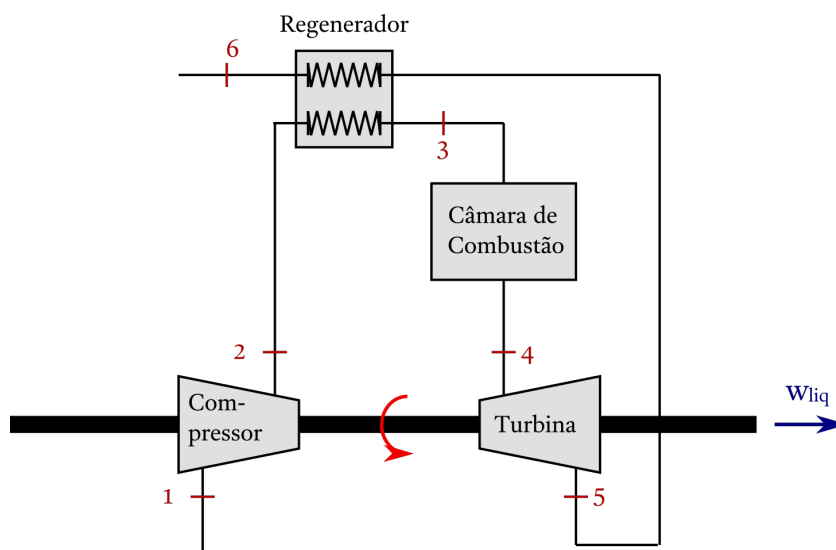 Regenerador
6
3
Câmara de
Combustão
2
4
Com-
pressor
Turbina
wliq
1
5